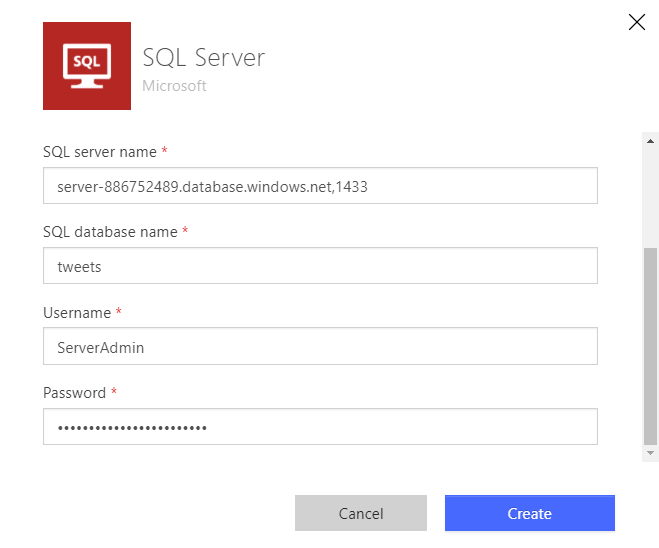 SQL
SQL Server
Microsoft
SQL server name *
server-886752489.database.windows.net,1433
SQL database name *
tweets
Username *
ServerAdmin
Password *
••••••••••••••••••••••••
Cancel
Create